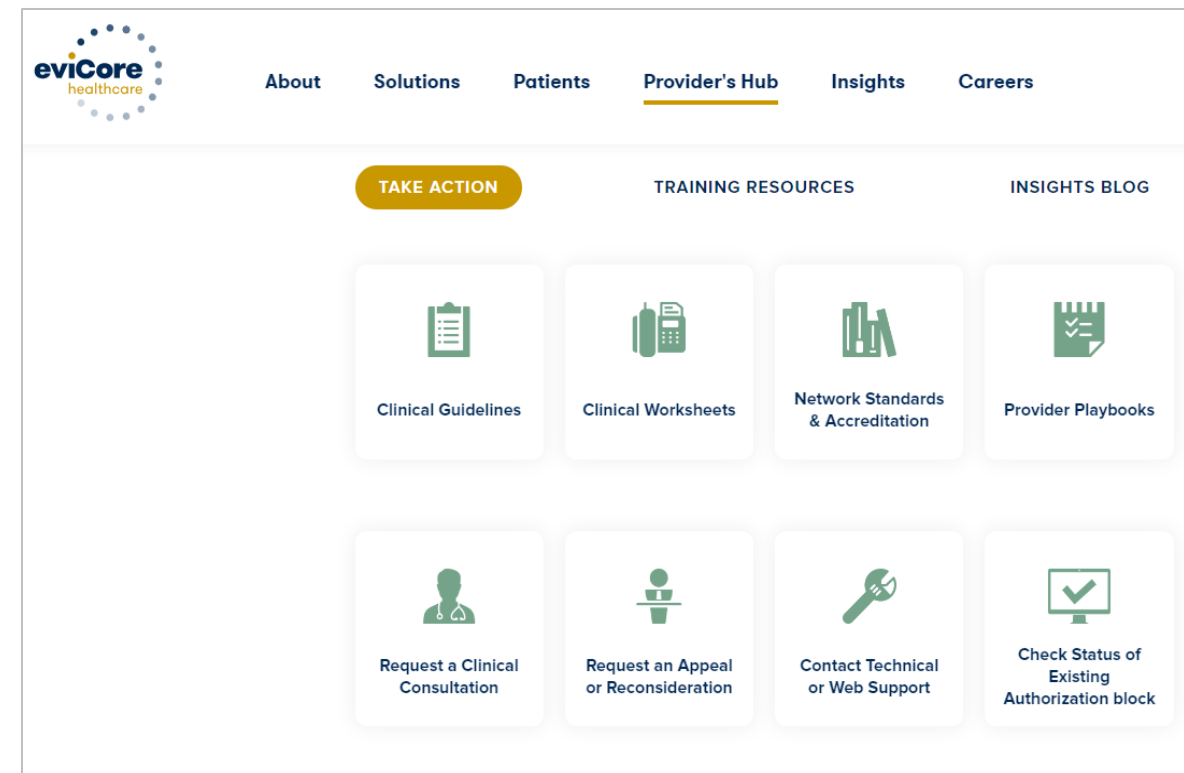 eviCore
healthcare
About Solutions Patients Provider's Hub Insights Careers
TAKE ACTION TRAINING RESOURCES INSIGHTS BLOG
Clinical Guidelines
Clinical Worksheets
Network Standards
& Accreditation
Provider Playbooks
Request a Clinical
Consultation
Request an Appeal
or Reconsideration
Contact Technical
or Web Support
Check Status of
Existing
Authorization block